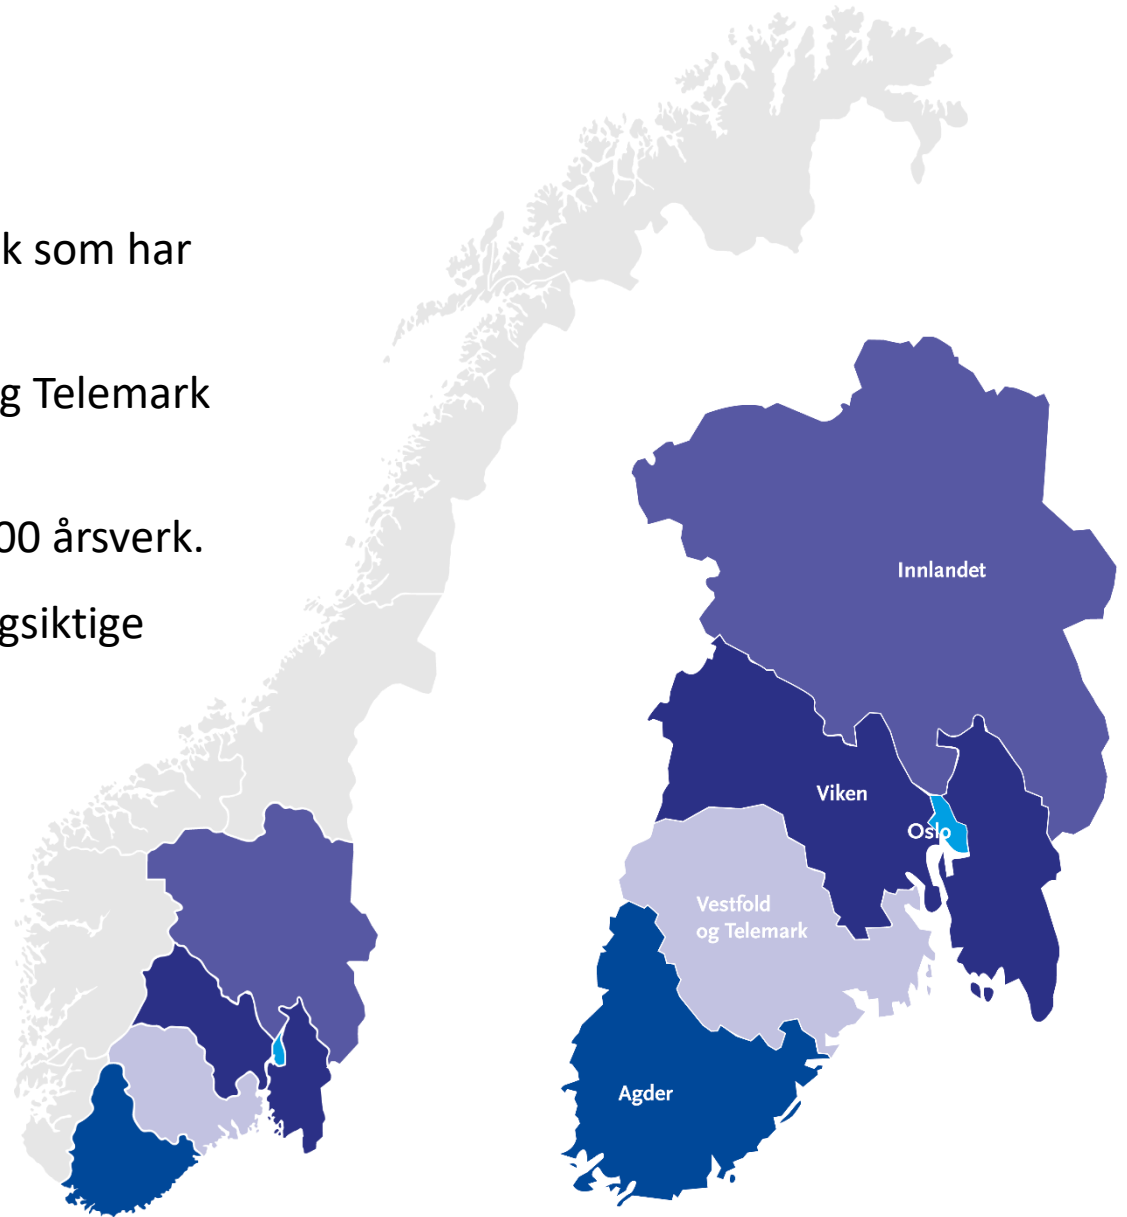 k som har
g Telemark
00 årsverk.
gsiktige
Innlandet
Viken
Oslo
Vestfold
og Telemark
Agder